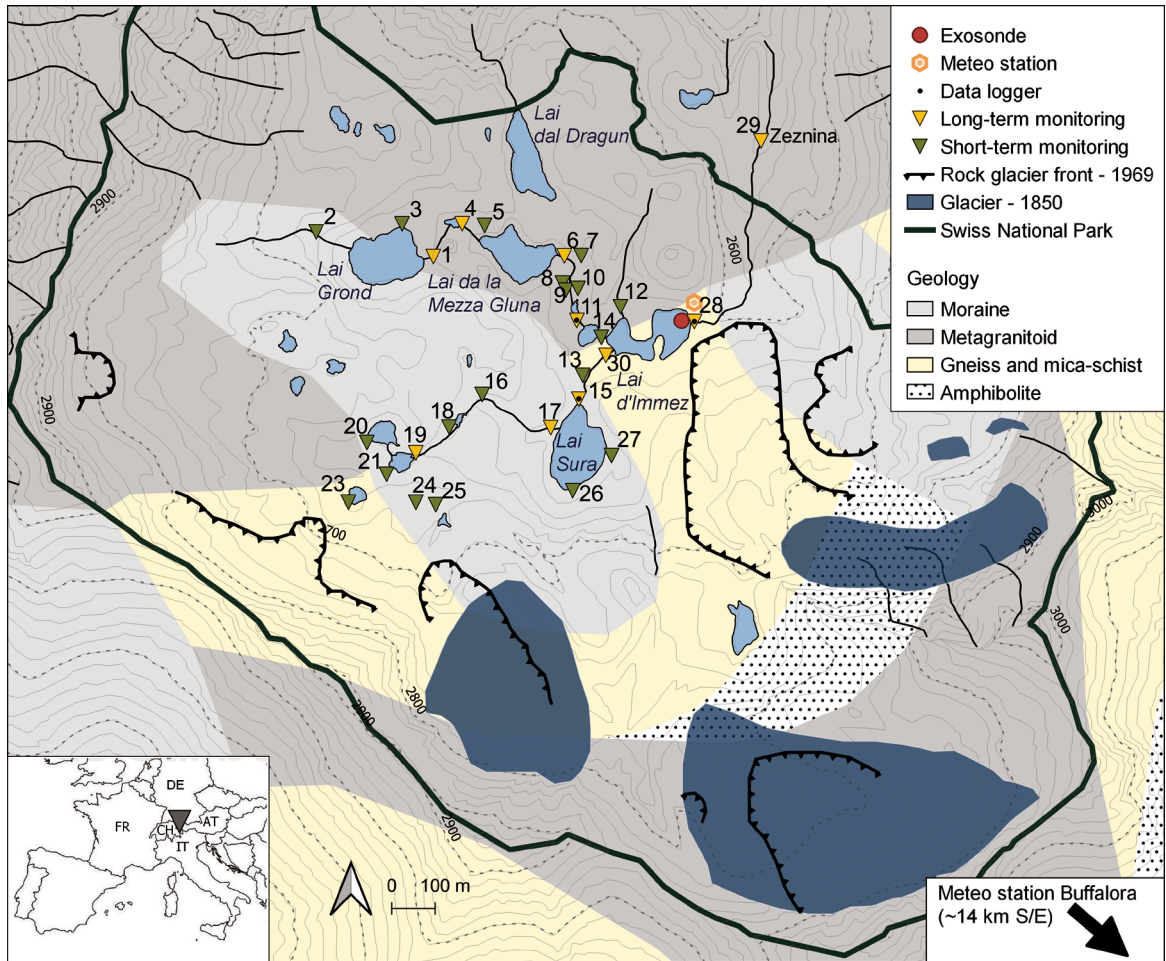 Exosonde
Meteo station
Data logger
Long-term monitoring
Short-term monitoring
Rock glacier front - 1969
Glacier - 1850
Swiss National Park
Geology
Moraine
Metagranitoid
Gneiss and mica-schist
Amphibolite
Lai
dal Dragun
29
Zeznina
2900
2
3
4
5
1
6
7
2600
Lai
Grond
Lai da la
Mezza Gluna
8
10
9
11
12
28
14
30
13
Lai
d'Immez
15
16
2900
17
18
19
20
21
Lai
Sura
27
26
23
24
25
700
3000
2900
3000
2800
2900
2900
DE
FR
CH
AT
IT
0 100 m
Meteo station Buffalora
(~14 km S/E)